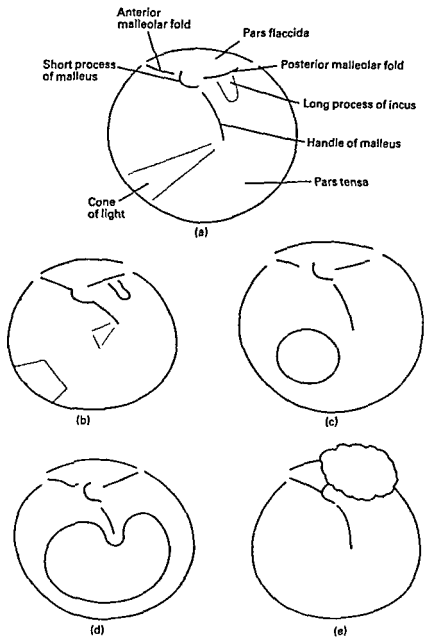 Anterior
malleolar fold
Pars flaccida
Short process
of malleus
Posterior malleolar fold
Long process of incus
Handle of malleus
Pars tensa
Cone
of light
(a)
(b)
(c)
(d)
(e)